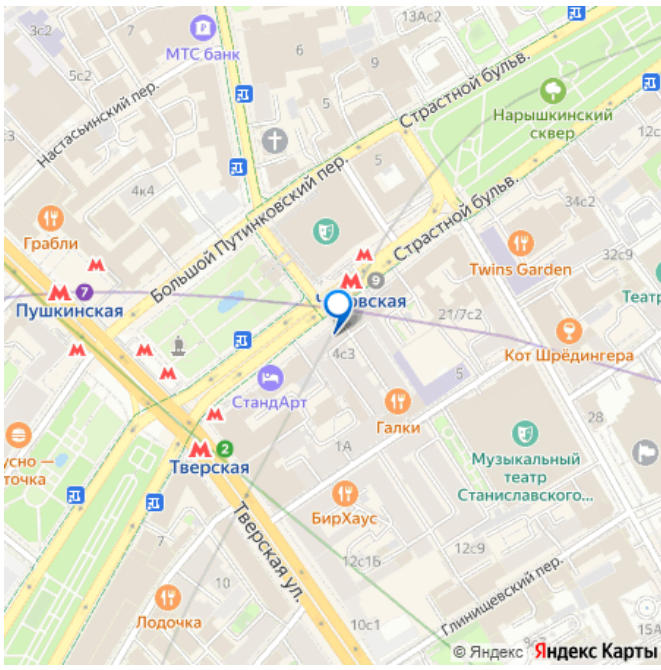 13Ас2
3с2
6
9
МТС банк
5с2
Страстной бульв.
Нарышкинский
сквер
Настасьинский пер.
12с
5
4к4
Большой Путинковский пер.
Страстной бульв.
34с2
Грабли
Twins Garden
32с9
9
7
Пушкинская
Театр
21/7с2
Кот Шрёдингера
4с3
5
СтандАрт
Галки
28
1А
Музыкальный
театр
Станиславского...
2
Тверская
точка
БирХаус
7
Тверская ул.
12с1Б
12с9
Глинищевский пер.
10
Лодочка
10с1
15А
© Яндекс Яндекс Карты